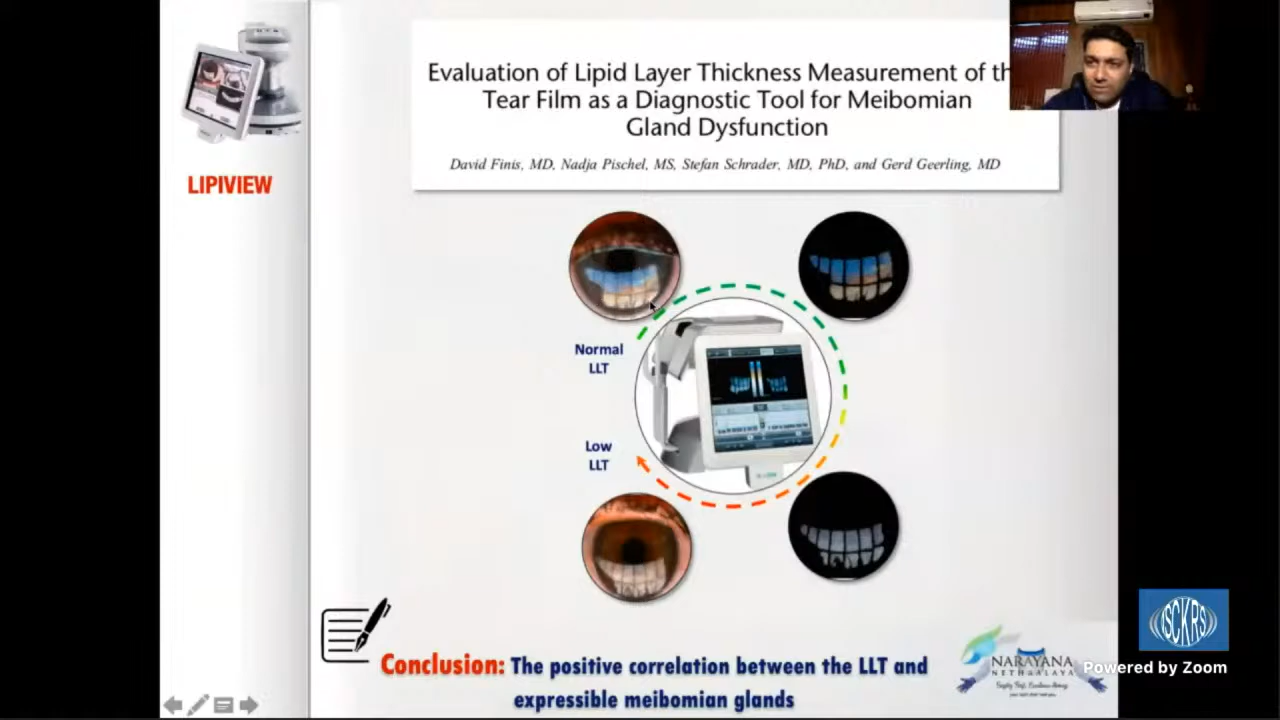 Evaluation of Lipid Layer Thickness Measurement of th
Tear Film as a Diagnostic Tool for Meibomian
Gland Dysfunction
David Finis, MD, Nadja Pischel, MS, Stefan Schrader, MD, PhD, and Gerd Geerling, MD
LIPIVIEW
Normal
LLT
Low
LLT
Conclusion: The positive correlation between the LLT and
expressible meibomian glands
NARAYANA
NETHRALAYA
ISCKRS
Powered by Zoom